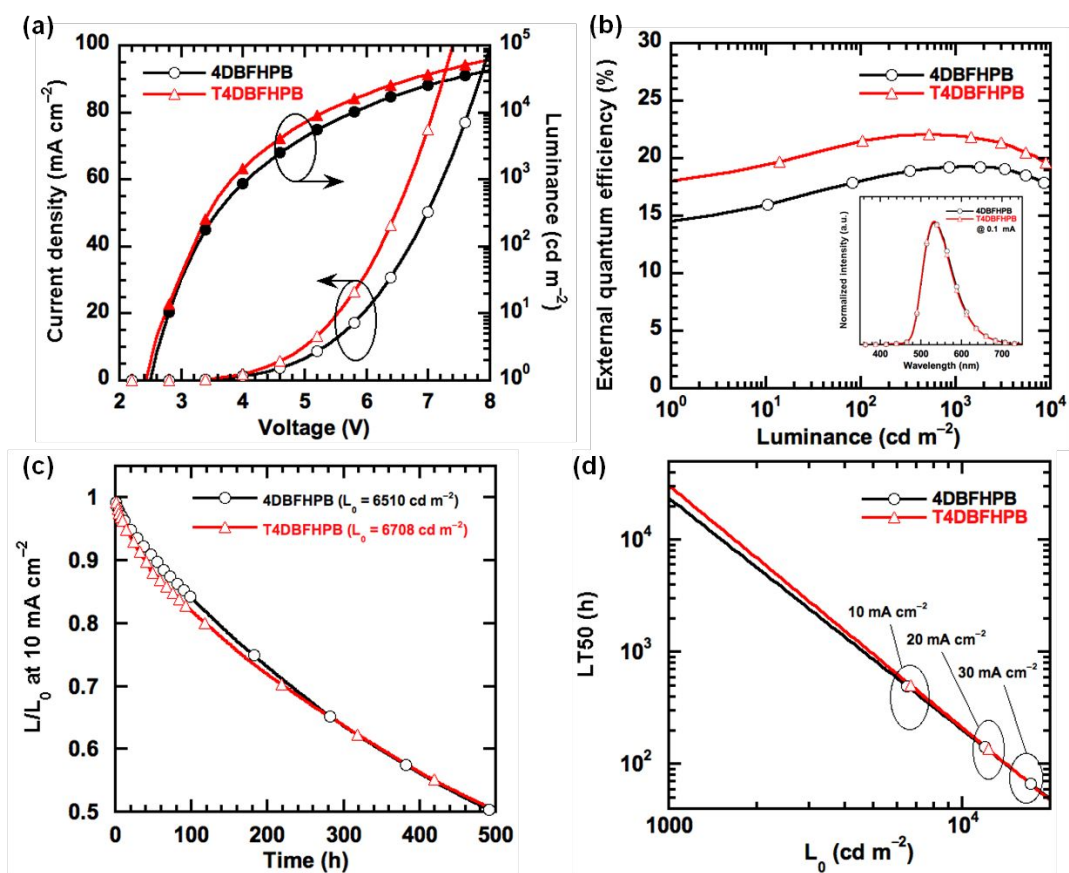 (a)
Current density (mA cm⁻²)
100
80
60
40
20
0
4DBFHPB
T4DBFHPB
10⁵
10⁴
10³
10²
10¹
10⁰
Luminance (cd m⁻²)
2 3 4 5 6 7 8
Voltage (V)
(b)
External quantum efficiency (%)
30
25
20
15
10
5
0
4DBFHPB
T4DBFHPB
Normalized intensity (a.u.)
4DBFHPB
T4DBFHPB
@ 0.1 mA
400 500 600 700
Wavelength (nm)
10⁰ 10¹ 10² 10³ 10⁴
Luminance (cd m⁻²)
(c)
L/L₀ at 10 mA cm⁻²
1
0.9
0.8
0.7
0.6
0.5
4DBFHPB (L₀ = 6510 cd m⁻²)
T4DBFHPB (L₀ = 6708 cd m⁻²)
0 100 200 300 400 500
Time (h)
(d)
LT50 (h)
10⁴
10³
10²
4DBFHPB
T4DBFHPB
10 mA cm⁻²
20 mA cm⁻²
30 mA cm⁻²
1000 10⁴
L₀ (cd m⁻²)